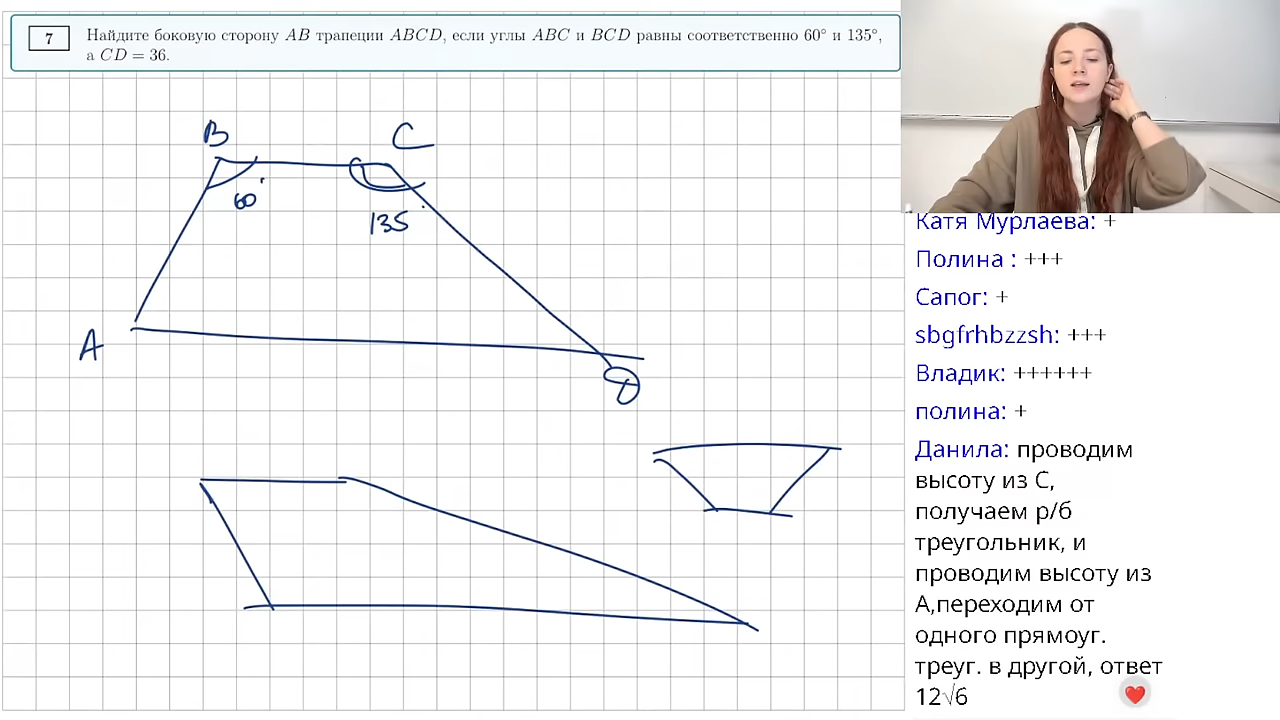 7
Найдите боковую сторону AB трапеции ABCD, если углы ABC и BCD равны соответственно 60° и 135°,
а CD = 36.
B
C
60°
135
A
D
Катя Мурлаева: +
Полина : +++
Сапог: +
sbgfrhbzzsh: +++
Владик: ++++++
полина: +
Данила: проводим
высоту из С,
получаем р/б
треугольник, и
проводим высоту из
А,переходим от
одного прямоуг.
треуг. в другой, ответ
12√6